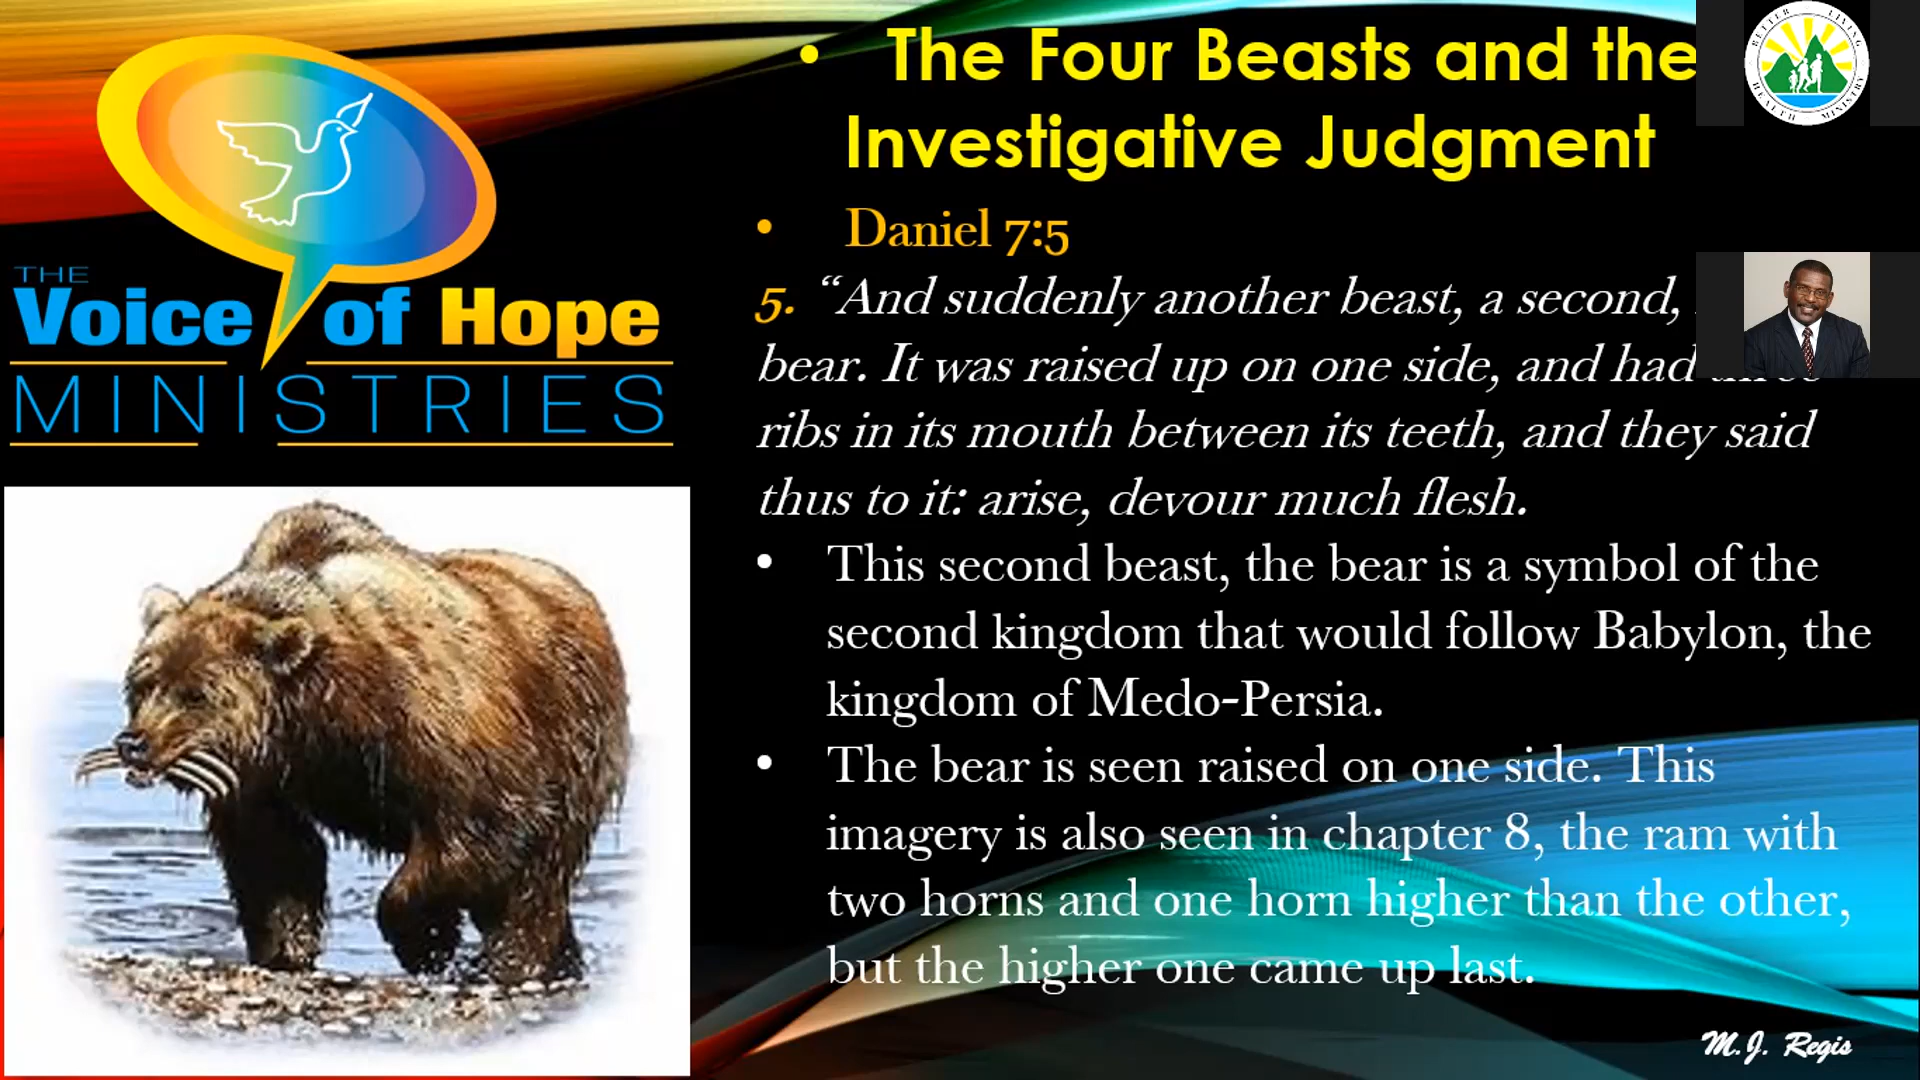 THE
Voice of Hope
MINISTRIES
• The Four Beasts and the
Investigative Judgment
• Daniel 7:5
5. “And suddenly another beast, a second,
bear. It was raised up on one side, and had
ribs in its mouth between its teeth, and they said
thus to it: arise, devour much flesh.
• This second beast, the bear is a symbol of the
second kingdom that would follow Babylon, the
kingdom of Medo-Persia.
• The bear is seen raised on one side. This
imagery is also seen in chapter 8, the ram with
two horns and one horn higher than the other,
but the higher one came up last.
M.J. Regis
BETTER LIVING
HEALTH MINISTRY